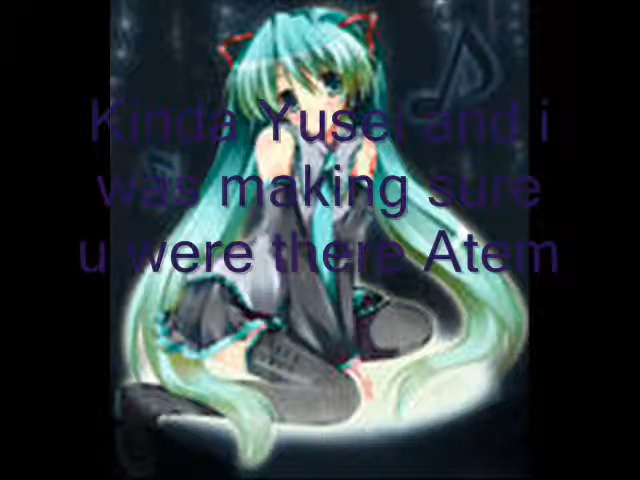 Kinda Yusei and i
was making sure
u were there Atem